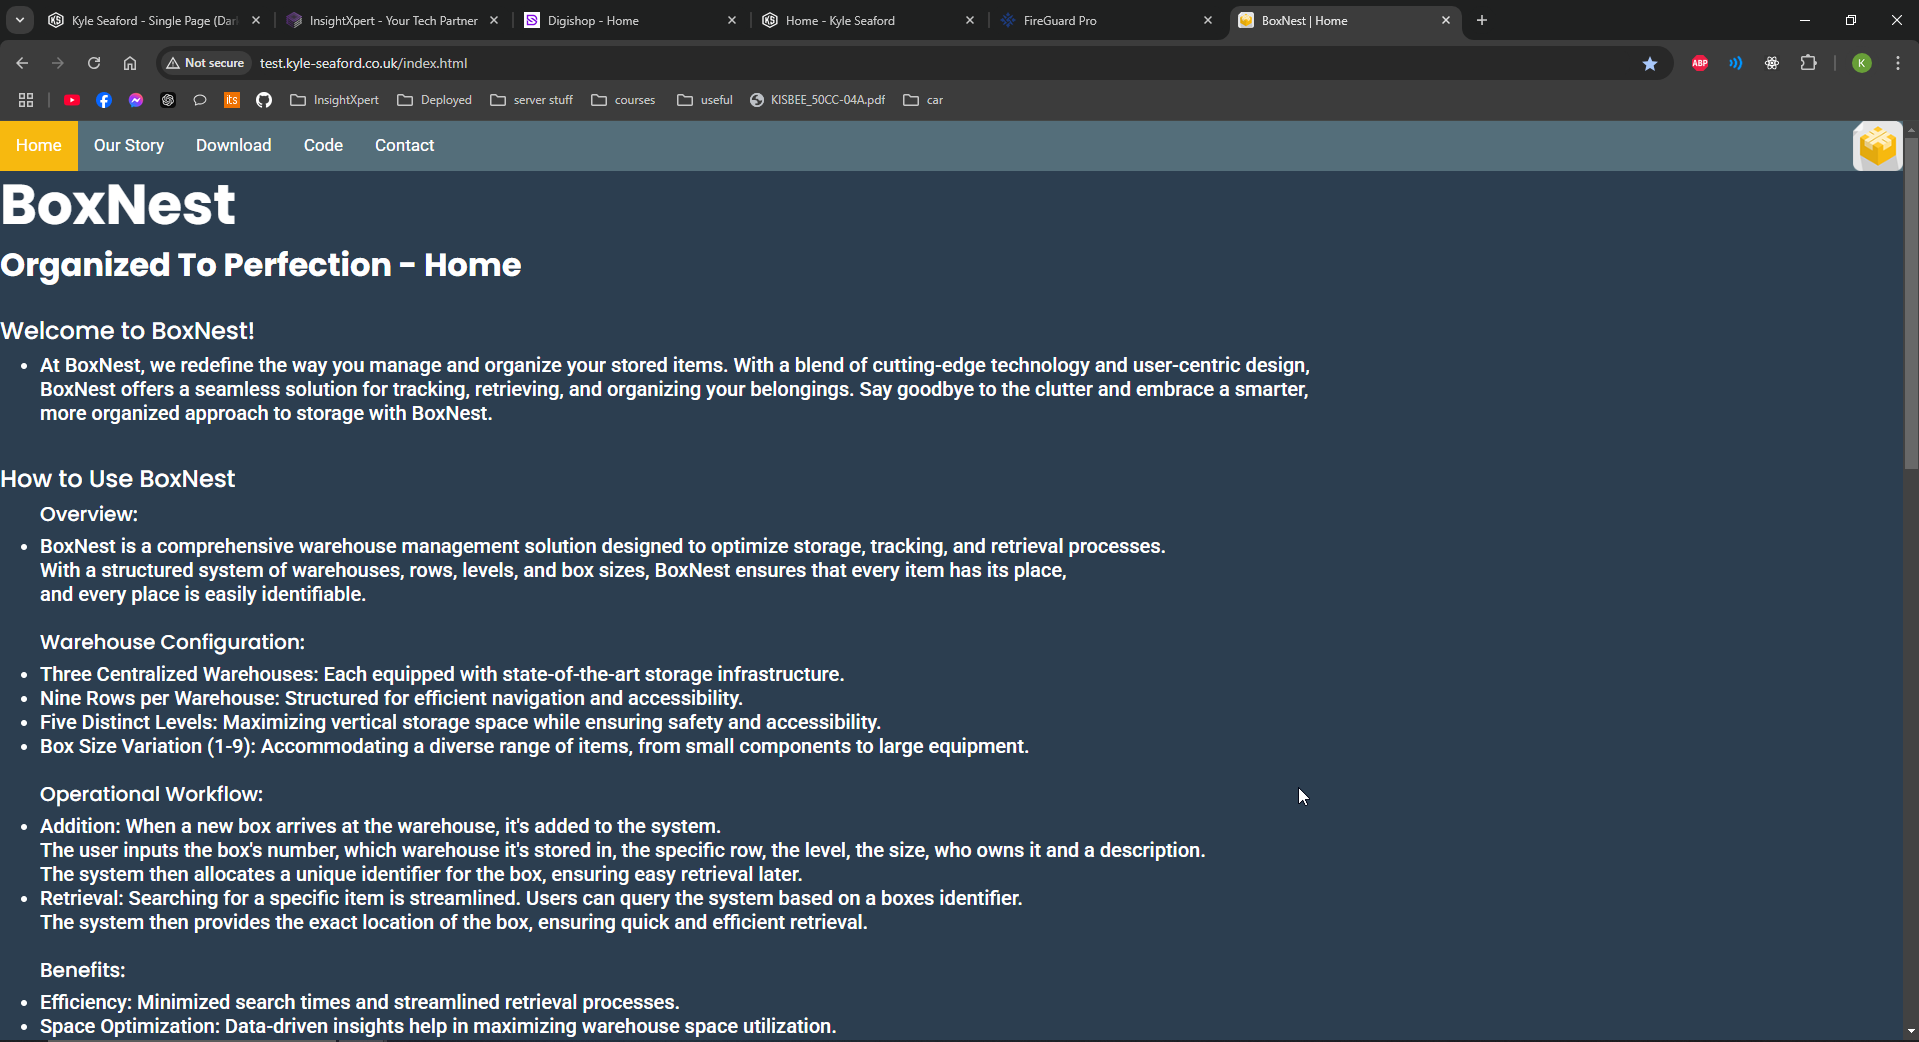 Kyle Seaford - Single Page (Dar
InsightXpert - Your Tech Partner
Digishop - Home
Home - Kyle Seaford
FireGuard Pro
BoxNest | Home
Not secure
test.kyle-seaford.co.uk/index.html
ABP
K
its
InsightXpert
Deployed
server stuff
courses
useful
KISBEE_50CC-04A.pdf
car
Home
Our Story
Download
Code
Contact
BoxNest
Organized To Perfection - Home
Welcome to BoxNest!
• At BoxNest, we redefine the way you manage and organize your stored items. With a blend of cutting-edge technology and user-centric design,
BoxNest offers a seamless solution for tracking, retrieving, and organizing your belongings. Say goodbye to the clutter and embrace a smarter,
more organized approach to storage with BoxNest.
How to Use BoxNest
Overview:
• BoxNest is a comprehensive warehouse management solution designed to optimize storage, tracking, and retrieval processes.
With a structured system of warehouses, rows, levels, and box sizes, BoxNest ensures that every item has its place,
and every place is easily identifiable.
Warehouse Configuration:
• Three Centralized Warehouses: Each equipped with state-of-the-art storage infrastructure.
• Nine Rows per Warehouse: Structured for efficient navigation and accessibility.
• Five Distinct Levels: Maximizing vertical storage space while ensuring safety and accessibility.
• Box Size Variation (1-9): Accommodating a diverse range of items, from small components to large equipment.
Operational Workflow:
• Addition: When a new box arrives at the warehouse, it's added to the system.
The user inputs the box's number, which warehouse it's stored in, the specific row, the level, the size, who owns it and a description.
The system then allocates a unique identifier for the box, ensuring easy retrieval later.
• Retrieval: Searching for a specific item is streamlined. Users can query the system based on a boxes identifier.
The system then provides the exact location of the box, ensuring quick and efficient retrieval.
Benefits:
• Efficiency: Minimized search times and streamlined retrieval processes.
• Space Optimization: Data-driven insights help in maximizing warehouse space utilization.